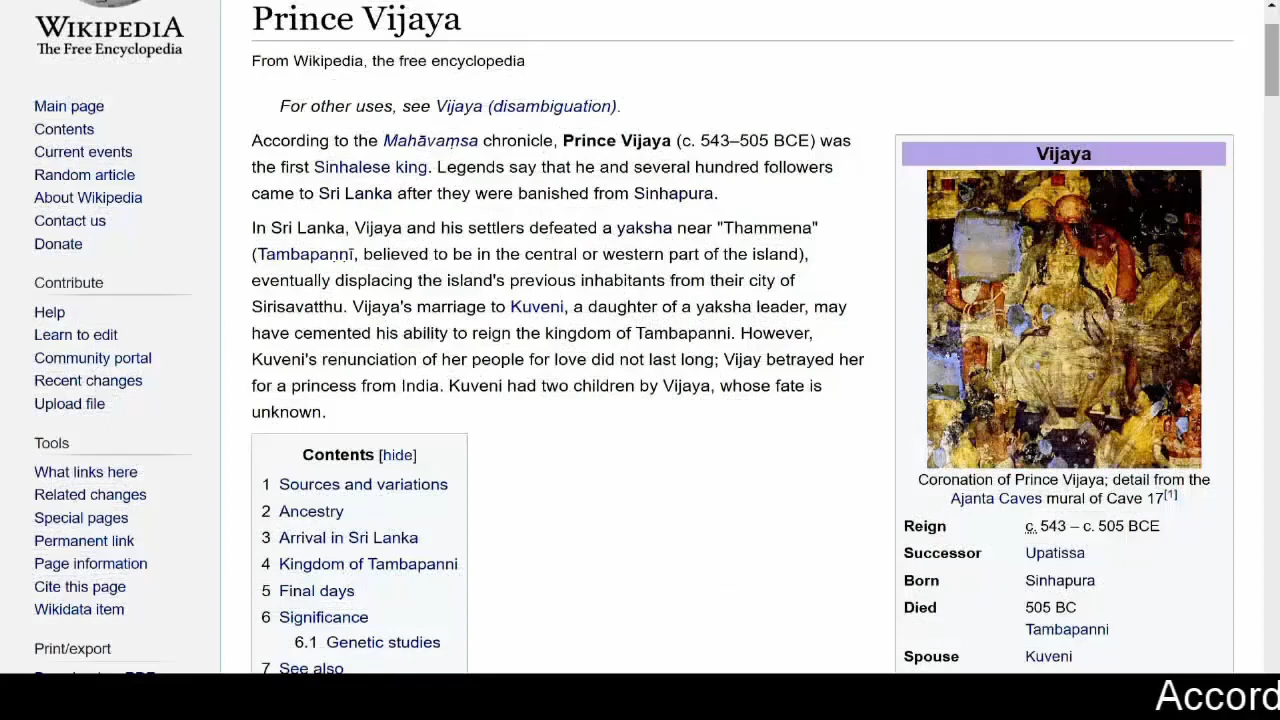 WIKIPEDIA
The Free Encyclopedia
Main page
Contents
Current events
Random article
About Wikipedia
Contact us
Donate
Contribute
Help
Learn to edit
Community portal
Recent changes
Upload file
Tools
What links here
Related changes
Special pages
Permanent link
Page information
Cite this page
Wikidata item
Print/export
Prince Vijaya
From Wikipedia, the free encyclopedia
For other uses, see Vijaya (disambiguation).
According to the Mahāvaṃsa chronicle, Prince Vijaya (c. 543–505 BCE) was
the first Sinhalese king. Legends say that he and several hundred followers
came to Sri Lanka after they were banished from Sinhapura.
In Sri Lanka, Vijaya and his settlers defeated a yaksha near "Thammena"
(Tambapaṇṇī, believed to be in the central or western part of the island),
eventually displacing the island's previous inhabitants from their city of
Sirisavatthu. Vijaya's marriage to Kuveni, a daughter of a yaksha leader, may
have cemented his ability to reign the kingdom of Tambapanni. However,
Kuveni's renunciation of her people for love did not last long; Vijay betrayed her
for a princess from India. Kuveni had two children by Vijaya, whose fate is
unknown.
Contents [hide]
1 Sources and variations
2 Ancestry
3 Arrival in Sri Lanka
4 Kingdom of Tambapanni
5 Final days
6 Significance
6.1 Genetic studies
7 See also
Vijaya
Coronation of Prince Vijaya; detail from the
Ajanta Caves mural of Cave 17[1]
Reign c. 543 – c. 505 BCE
Successor Upatissa
Born Sinhapura
Died 505 BC
Tambapanni
Spouse Kuveni
Accord